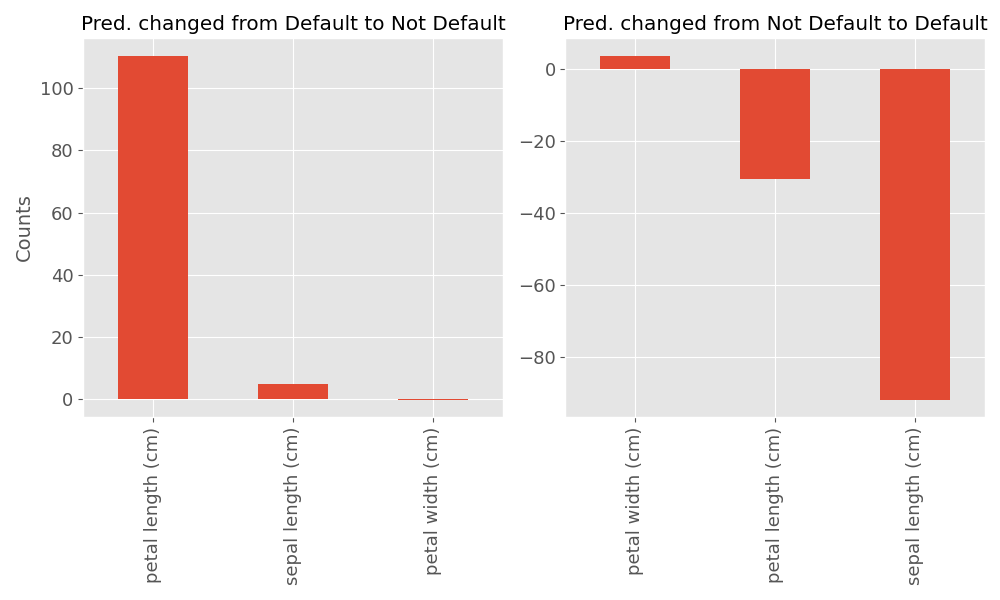 Pred. changed from Default to Not Default
Counts
100
80
60
40
20
0
petal length (cm)
sepal length (cm)
petal width (cm)
Pred. changed from Not Default to Default
0
−20
−40
−60
−80
petal width (cm)
petal length (cm)
sepal length (cm)